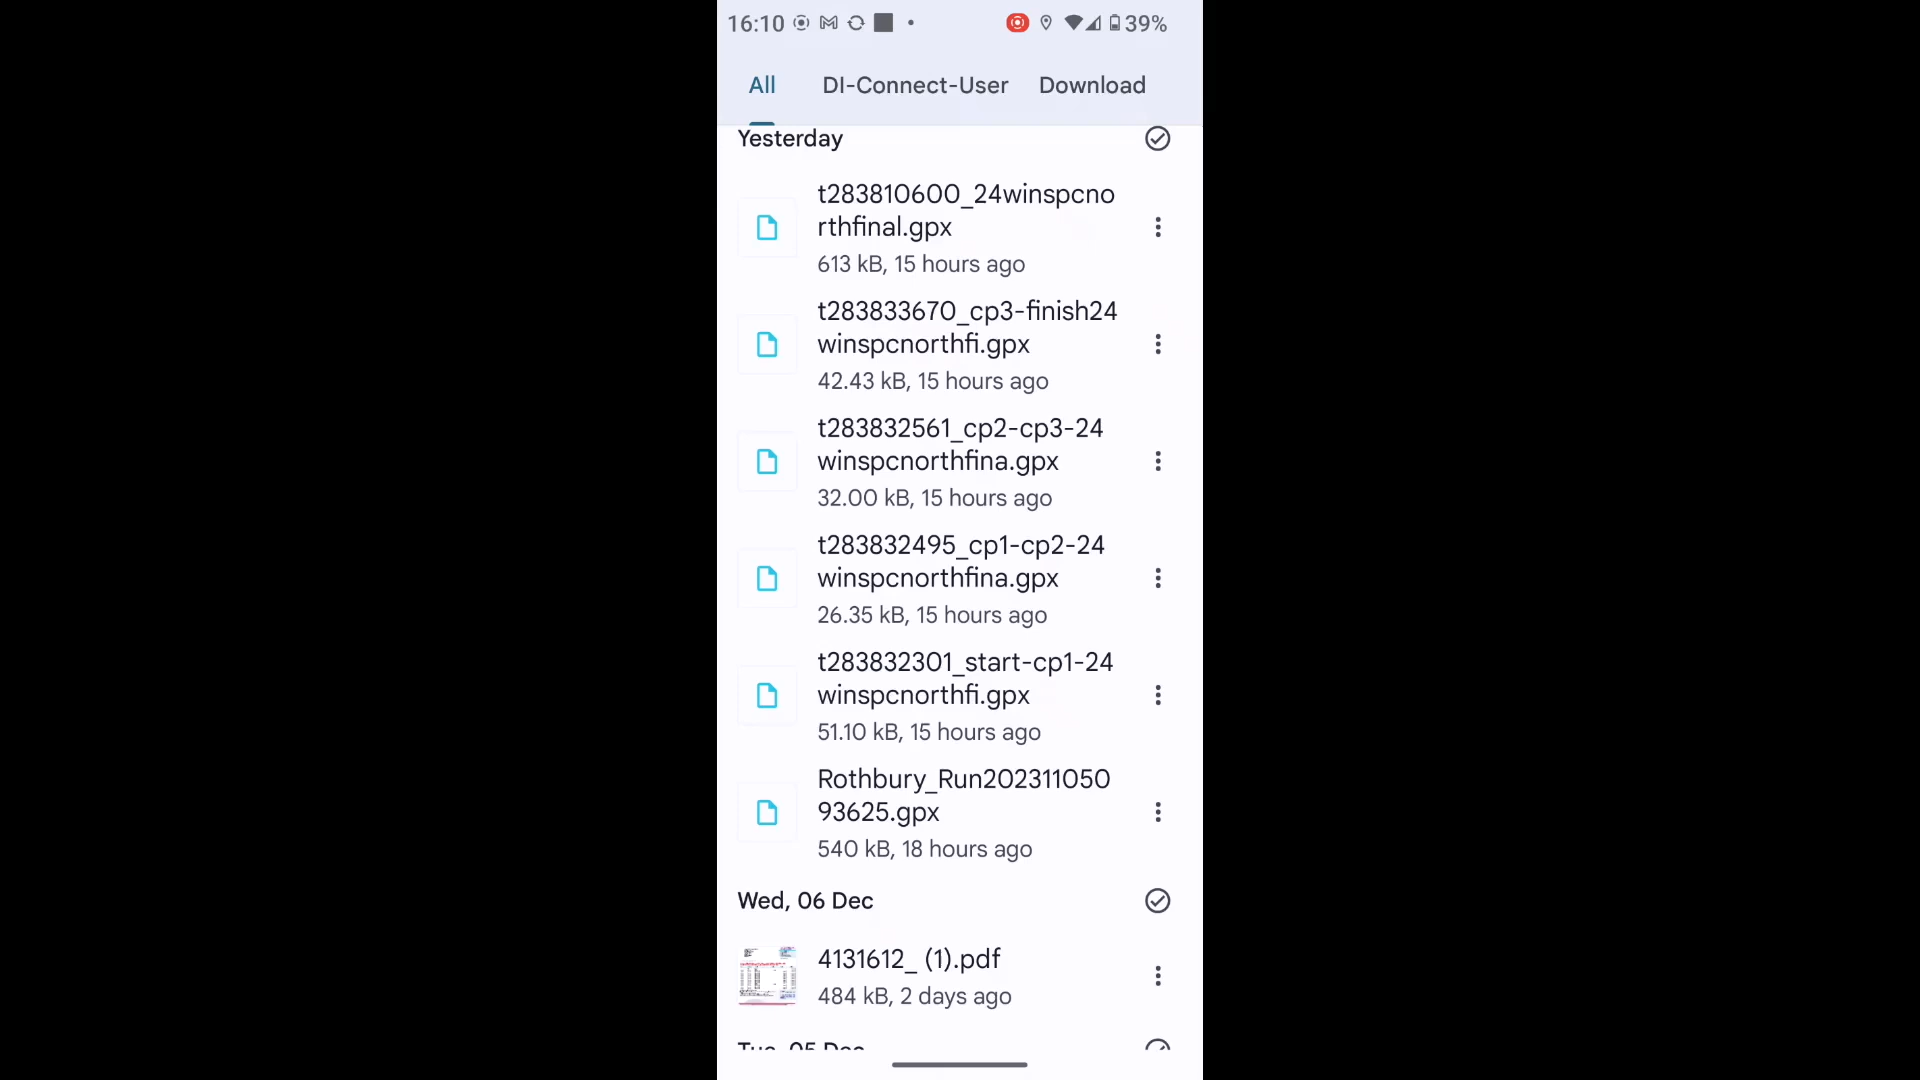 16:10
39%
All DI-Connect-User Download
Yesterday
t283810600_24winspcno
rthfinal.gpx
613 kB, 15 hours ago
t283833670_cp3-finish24
winspcnorthfi.gpx
42.43 kB, 15 hours ago
t283832561_cp2-cp3-24
winspcnorthfina.gpx
32.00 kB, 15 hours ago
t283832495_cp1-cp2-24
winspcnorthfina.gpx
26.35 kB, 15 hours ago
t283832301_start-cp1-24
winspcnorthfi.gpx
51.10 kB, 15 hours ago
Rothbury_Run202311050
93625.gpx
540 kB, 18 hours ago
Wed, 06 Dec
4131612_ (1).pdf
484 kB, 2 days ago
Tue, 05 Dec